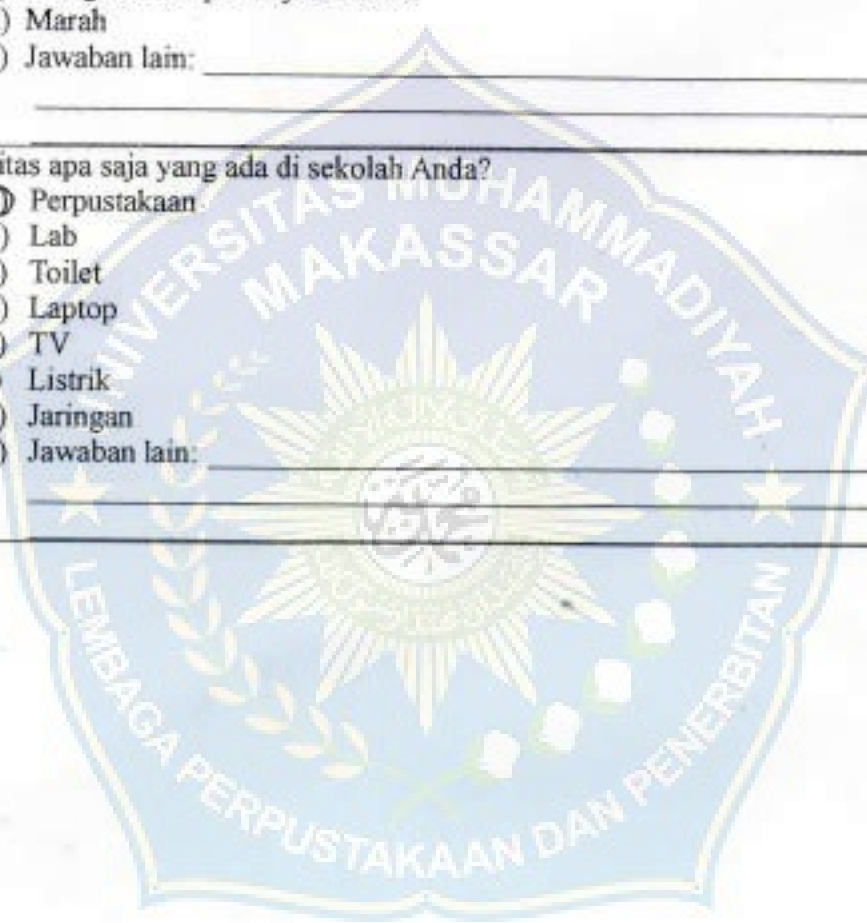 ) Marah
) Jawaban lain:
itas apa saja yang ada di sekolah Anda?
) Perpustakaan
) Lab
) Toilet
) Laptop
) TV
) Listrik
) Jaringan
) Jawaban lain:
UNIVERSITAS MUHAMMADIYAH
MAKASSAR
LEMBAGA PERPUSTAKAAN DAN PENERBITAN